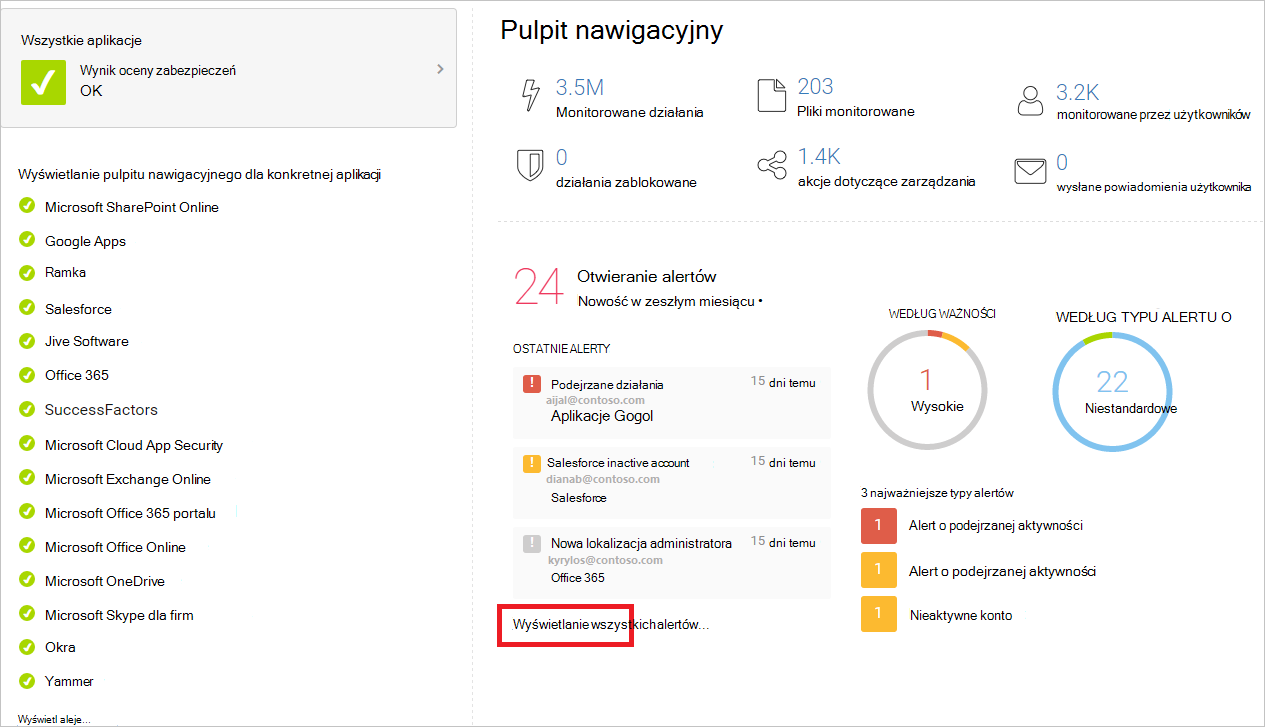 Wszystkie aplikacje
Wynik oceny zabezpieczeń
OK
Wyświetlanie pulpitu nawigacyjnego dla konkretnej aplikacji
Microsoft SharePoint Online
Google Apps
Ramka
Salesforce
Jive Software
Office 365
SuccessFactors
Microsoft Cloud App Security
Microsoft Exchange Online
Microsoft Office 365 portalu
Microsoft Office Online
Microsoft OneDrive
Microsoft Skype dla firm
Okra
Yammer
Wyświetl aleje...
Pulpit nawigacyjny
3.5M
Monitorowane działania
203
Pliki monitorowane
3.2K
monitorowane przez użytkowników
0
działania zablokowane
1.4K
akcje dotyczące zarządzania
0
wysłane powiadomienia użytkownika
24
Otwieranie alertów
Nowość w zeszłym miesiącu •
OSTATNIE ALERTY
! Podejrzane działania 15 dni temu
aijal@contoso.com
Aplikacje Gogol
! Salesforce inactive account 15 dni temu
dianab@contoso.com
Salesforce
! Nowa lokalizacja administratora 15 dni temu
kyrylos@contoso.com
Office 365
Wyświetlanie wszystkich alertów...
WEDŁUG WAŻNOŚCI
1
Wysokie
WEDŁUG TYPU ALERTU O
22
Niestandardowe
3 najważniejsze typy alertów
1 Alert o podejrzanej aktywności
1 Alert o podejrzanej aktywności
1 Nieaktywne konto